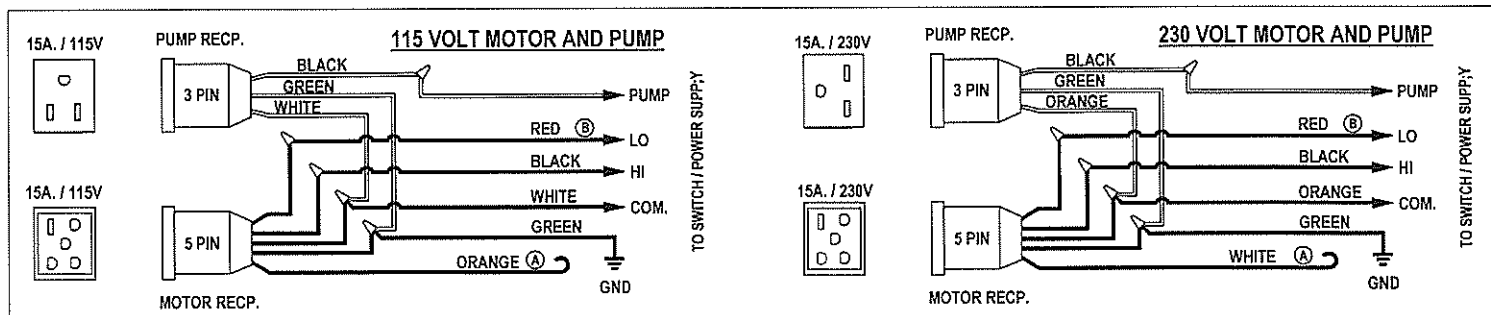 115 VOLT MOTOR AND PUMP
15A. / 115V
PUMP RECP.
3 PIN
BLACK
GREEN
WHITE
PUMP
RED Ⓑ
LO
BLACK
HI
15A. / 115V
WHITE
COM.
5 PIN
GREEN
ORANGE Ⓐ
GND
MOTOR RECP.
TO SWITCH / POWER SUPP;Y
230 VOLT MOTOR AND PUMP
15A. / 230V
PUMP RECP.
3 PIN
BLACK
GREEN
ORANGE
PUMP
RED Ⓑ
LO
BLACK
HI
15A. / 230V
ORANGE
COM.
5 PIN
GREEN
WHITE Ⓐ
GND
MOTOR RECP.
TO SWITCH / POWER SUPP;Y